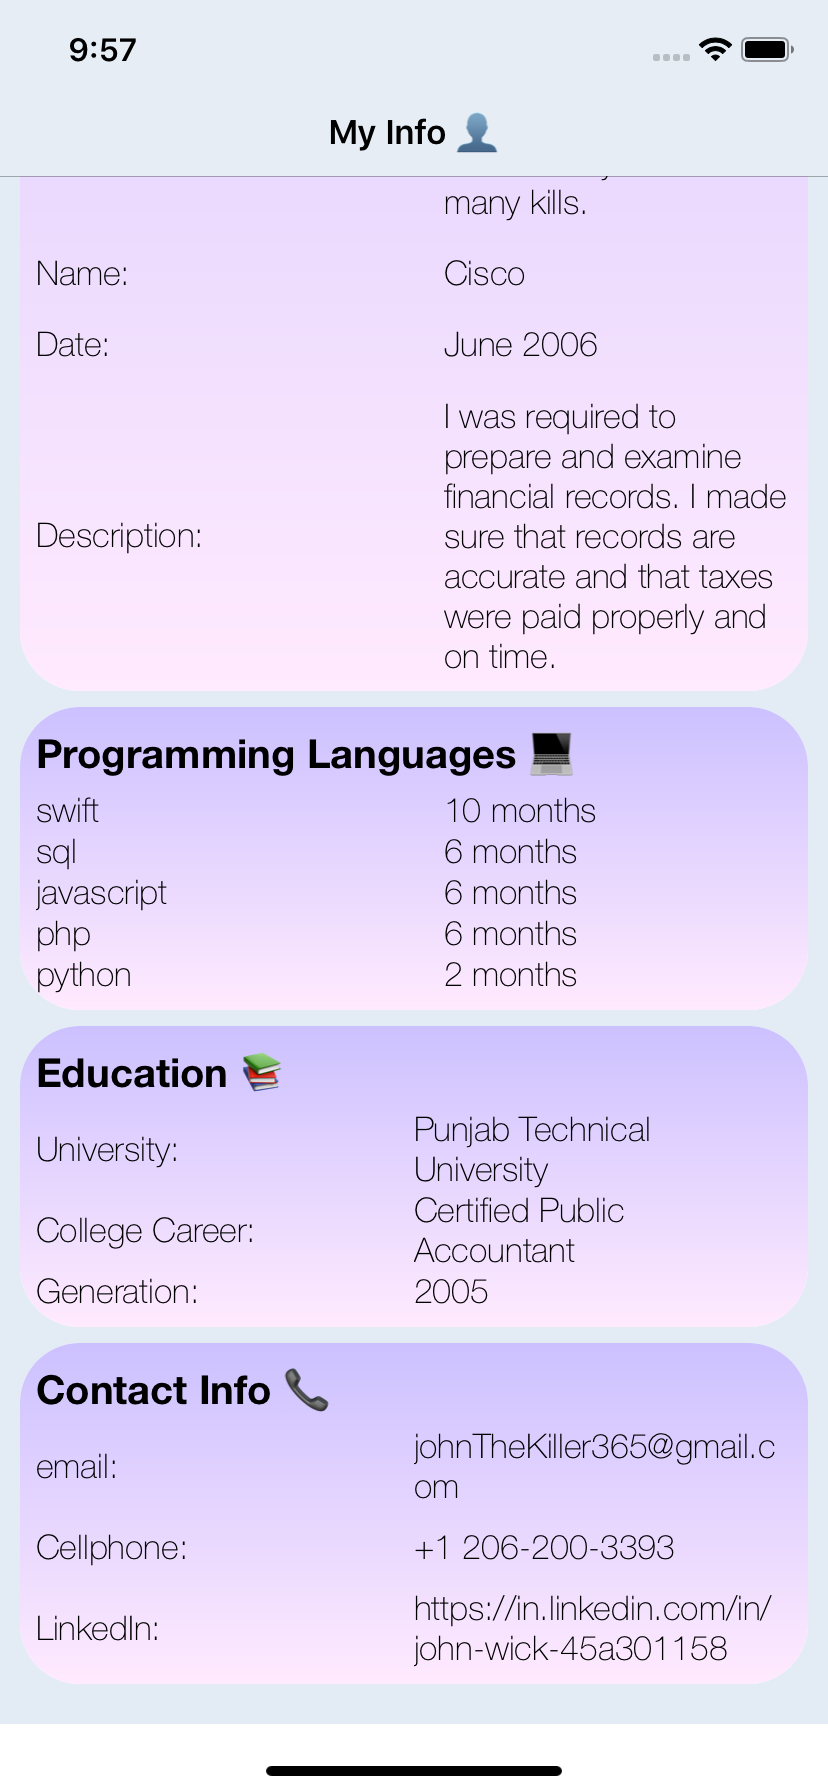 9:57
My Info
many kills.
Name: Cisco
Date: June 2006
I was required to
prepare and examine
financial records. I made
Description: sure that records are
accurate and that taxes
were paid properly and
on time.
Programming Languages
swift 10 months
sql 6 months
javascript 6 months
php 6 months
python 2 months
Education
University: Punjab Technical
University
College Career: Certified Public
Accountant
Generation: 2005
Contact Info
email: johnTheKiller365@gmail.c
om
Cellphone: +1 206-200-3393
LinkedIn: https://in.linkedin.com/in/
john-wick-45a301158